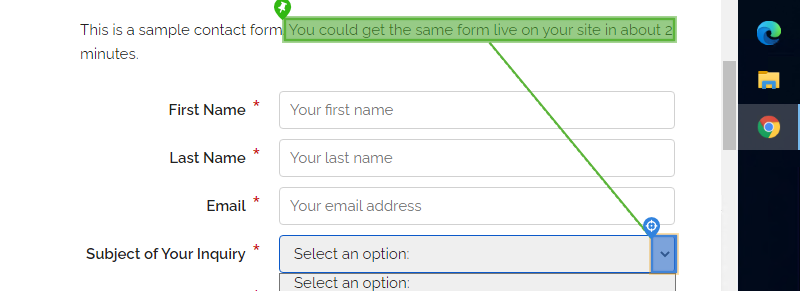 This is a sample contact form. You could get the same form live on your site in about 2
minutes.
First Name *
Your first name
Last Name *
Your last name
Email *
Your email address
Subject of Your Inquiry *
Select an option:
Select an option: